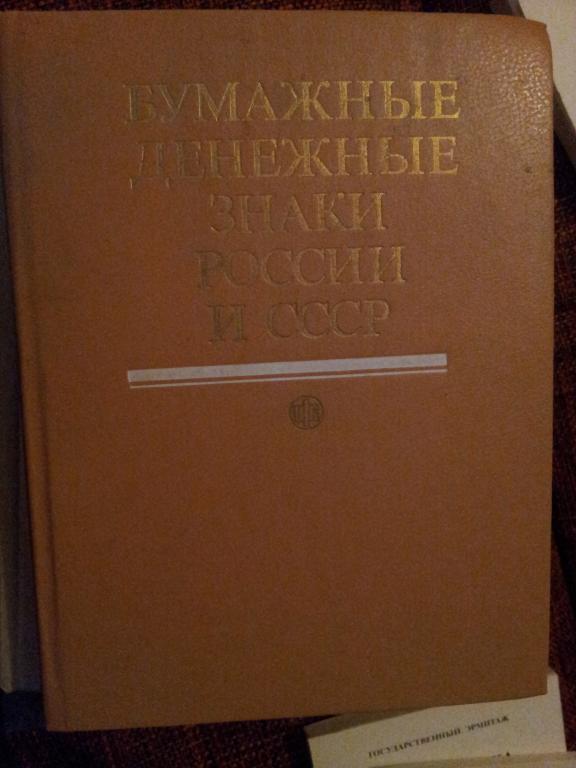 БУМАЖНЫЕ
ДЕНЕЖНЫЕ
ЗНАКИ
РОССИИ
И СССР
ГОСУДАРСТВЕННЫЙ ЭРМИТАЖ